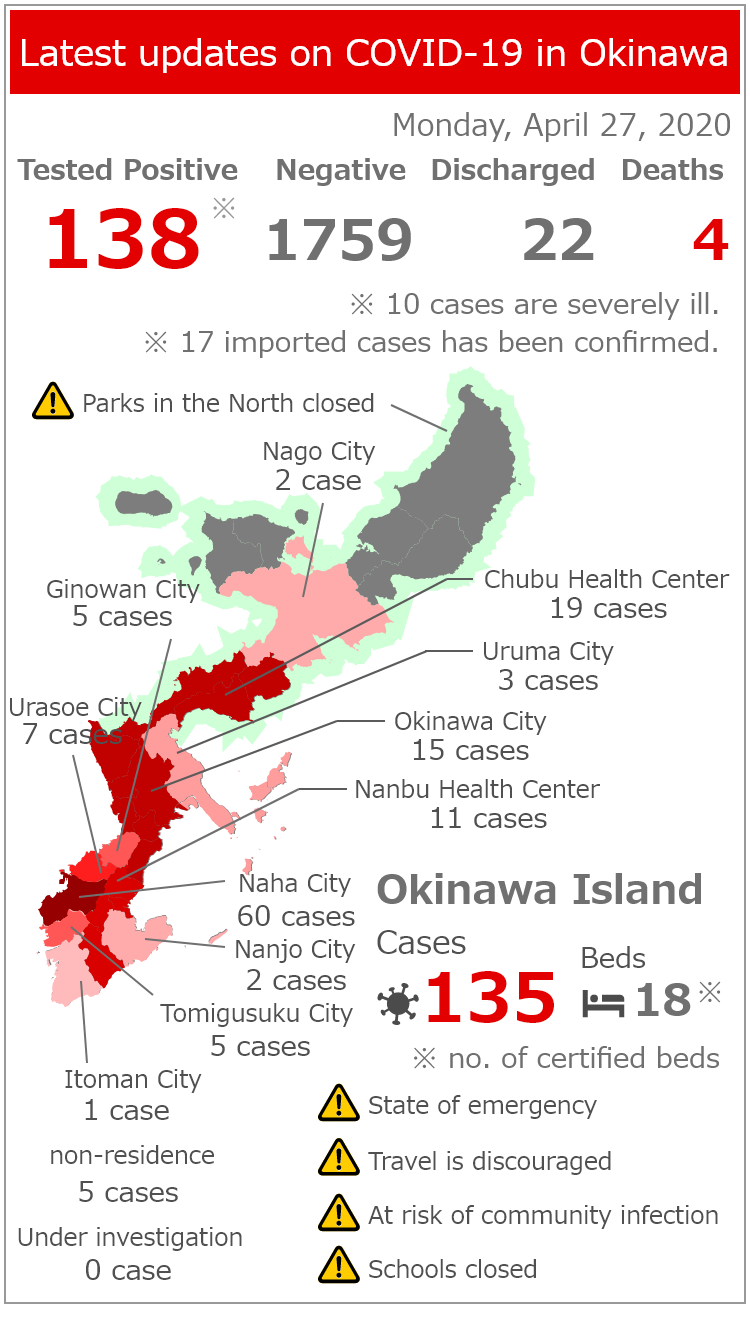 Latest updates on COVID-19 in Okinawa
Monday, April 27, 2020
Tested Positive Negative Discharged Deaths
138 ※ 1759 22 4
※ 10 cases are severely ill.
※ 17 imported cases has been confirmed.
Parks in the North closed
Nago City
2 case
Ginowan City
5 cases
Chubu Health Center
19 cases
Uruma City
3 cases
Urasoe City
7 cases
Okinawa City
15 cases
Nanbu Health Center
11 cases
Naha City
60 cases
Nanjo City
2 cases
Tomigusuku City
5 cases
Itoman City
1 case
non-residence
5 cases
Under investigation
0 case
Okinawa Island
Cases
135
Beds
18 ※
※ no. of certified beds
State of emergency
Travel is discouraged
At risk of community infection
Schools closed